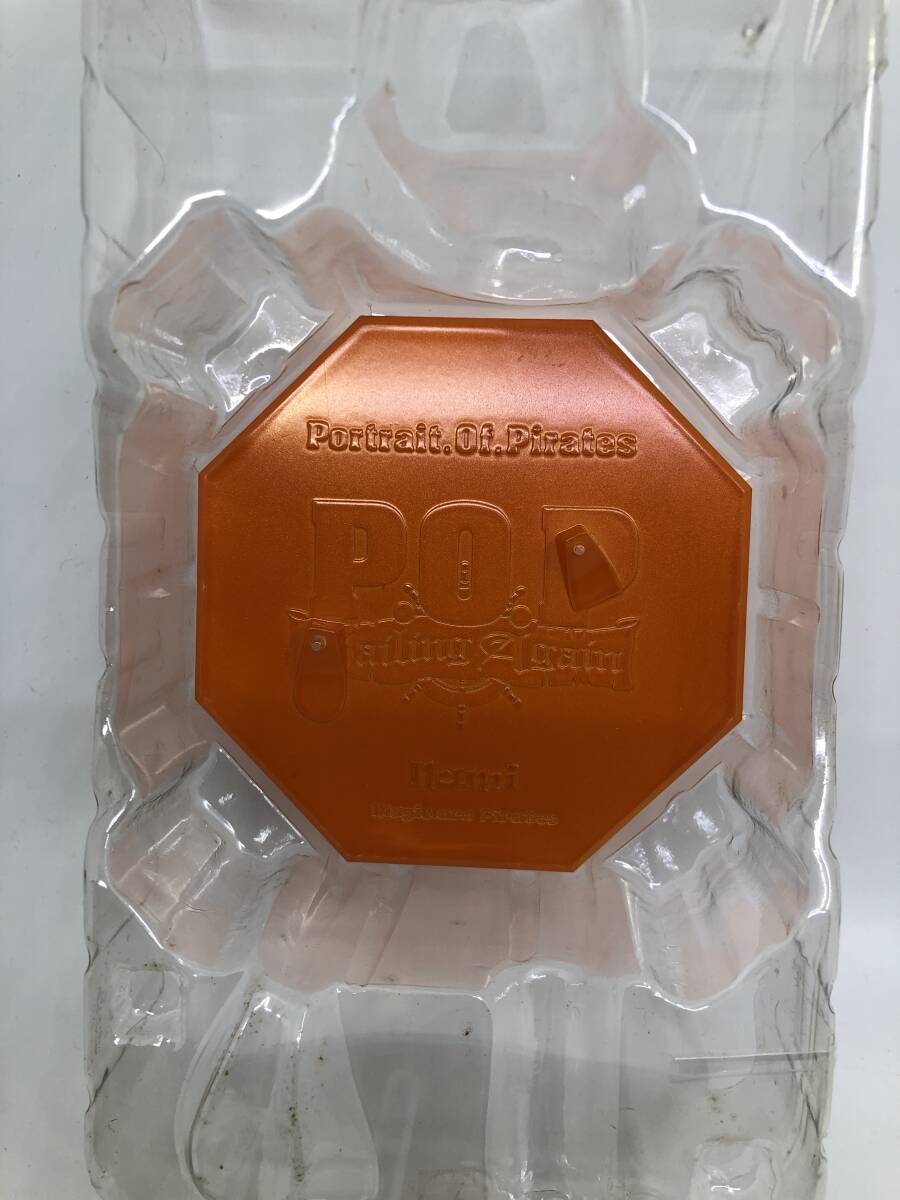 Portrait.Of.Pirates
P.O.P
Sailing Again
Nami
Mugiwara Pirates